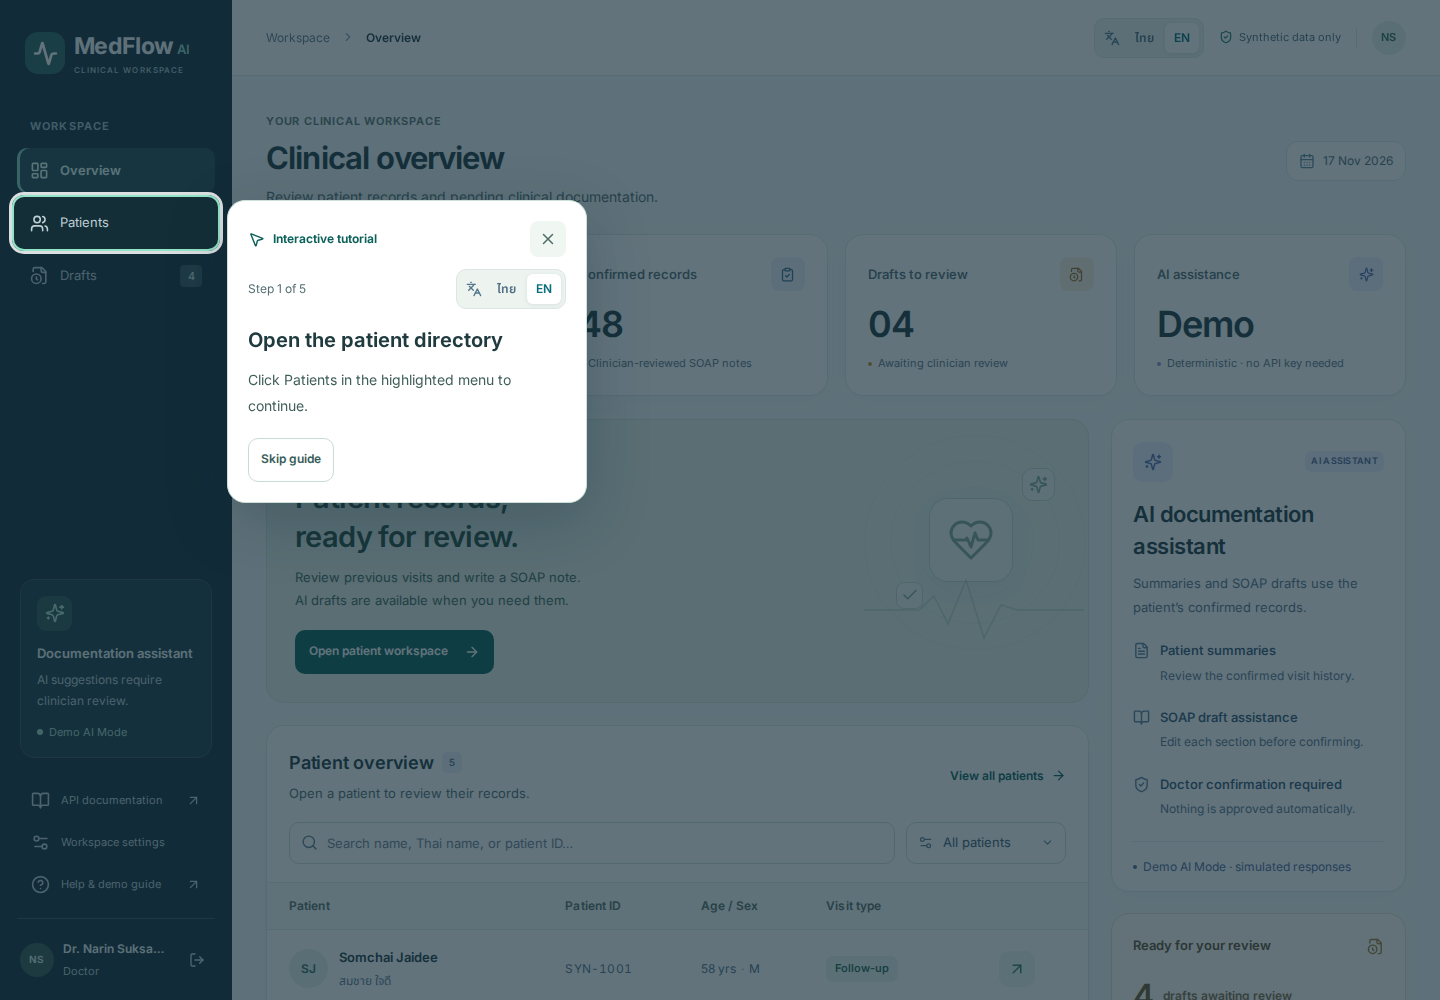 MedFlow AI
CLINICAL WORKSPACE
WORKSPACE
Overview
Patients
Drafts
4
Documentation assistant
AI suggestions require
clinician review.
Demo AI Mode
API documentation
Workspace settings
Help & demo guide
NS
Dr. Narin Suksa...
Doctor
Workspace
Overview
ไทย
EN
Synthetic data only
NS
YOUR CLINICAL WORKSPACE
Clinical overview
17 Nov 2026
Review patient records and pending clinical documentation.
Interactive tutorial
Step 1 of 5
ไทย
EN
Open the patient directory
Click Patients in the highlighted menu to
continue.
Skip guide
onfirmed records
48
Clinician-reviewed SOAP notes
Drafts to review
04
Awaiting clinician review
AI assistance
Demo
Deterministic · no API key needed
Patient records,
ready for review.
Review previous visits and write a SOAP note.
AI drafts are available when you need them.
Open patient workspace
AI ASSISTANT
AI documentation
assistant
Summaries and SOAP drafts use the
patient's confirmed records.
Patient summaries
Review the confirmed visit history.
SOAP draft assistance
Edit each section before confirming.
Doctor confirmation required
Nothing is approved automatically.
Demo AI Mode · simulated responses
Patient overview
5
Open a patient to review their records.
View all patients
Search name, Thai name, or patient ID...
All patients
Patient
Patient ID
Age / Sex
Visit type
SJ
Somchai Jaidee
สมชาย ใจดี
SYN-1001
58 yrs · M
Follow-up
Ready for your review
4 drafts awaiting review